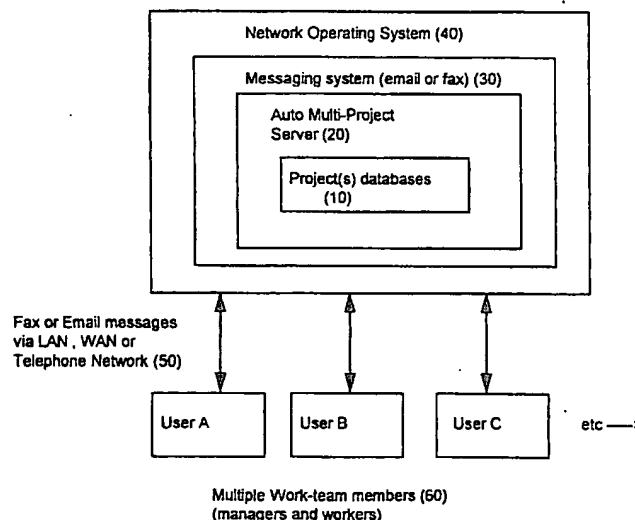 Network Operating System (40)
Messaging system (email or fax) (30)
Auto Multi-Project
Server (20)
Project(s) databases
(10)
Fax or Email messages
via LAN , WAN or
Telephone Network (50)
User A
User B
User C
etc
Multiple Work-team members (60)
(managers and workers)